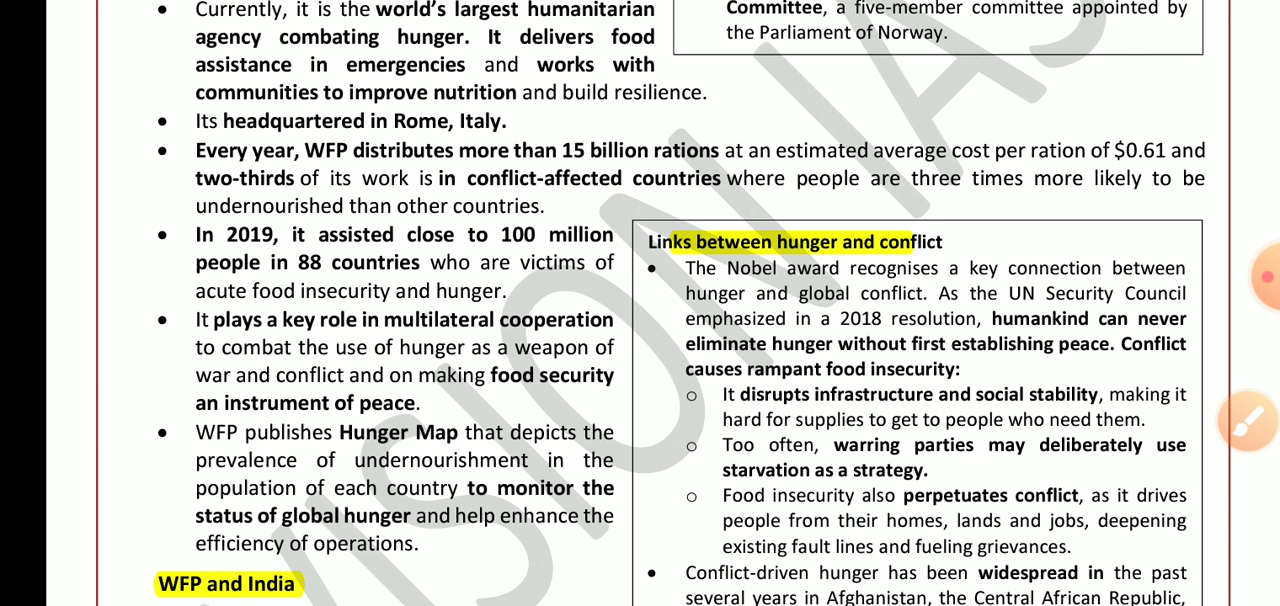 Committee, a five-member committee appointed by
the Parliament of Norway.
• Currently, it is the world’s largest humanitarian
agency combating hunger. It delivers food
assistance in emergencies and works with
communities to improve nutrition and build resilience.
• Its headquartered in Rome, Italy.
• Every year, WFP distributes more than 15 billion rations at an estimated average cost per ration of $0.61 and
two-thirds of its work is in conflict-affected countries where people are three times more likely to be
undernourished than other countries.
• In 2019, it assisted close to 100 million
people in 88 countries who are victims of
acute food insecurity and hunger.
• It plays a key role in multilateral cooperation
to combat the use of hunger as a weapon of
war and conflict and on making food security
an instrument of peace.
• WFP publishes Hunger Map that depicts the
prevalence of undernourishment in the
population of each country to monitor the
status of global hunger and help enhance the
efficiency of operations.
WFP and India
Links between hunger and conflict
• The Nobel award recognises a key connection between
hunger and global conflict. As the UN Security Council
emphasized in a 2018 resolution, humankind can never
eliminate hunger without first establishing peace. Conflict
causes rampant food insecurity:
o It disrupts infrastructure and social stability, making it
hard for supplies to get to people who need them.
o Too often, warring parties may deliberately use
starvation as a strategy.
o Food insecurity also perpetuates conflict, as it drives
people from their homes, lands and jobs, deepening
existing fault lines and fueling grievances.
• Conflict-driven hunger has been widespread in the past
several years in Afghanistan, the Central African Republic,
VISION IAS